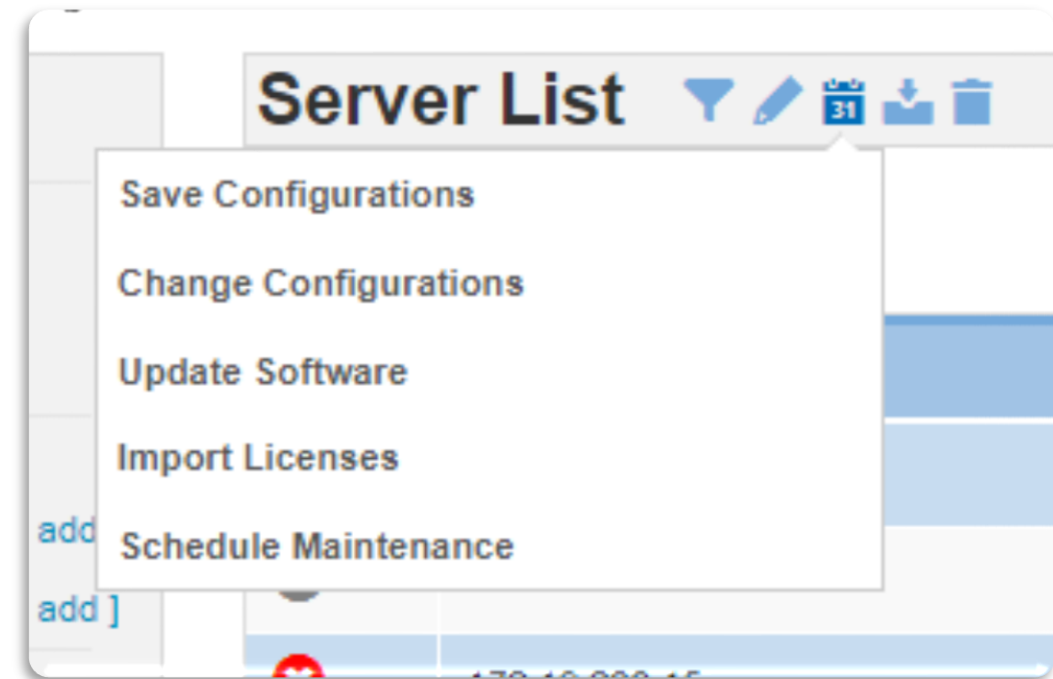 Server List
31
Save Configurations
Change Configurations
Update Software
Import Licenses
Schedule Maintenance
add
add ]